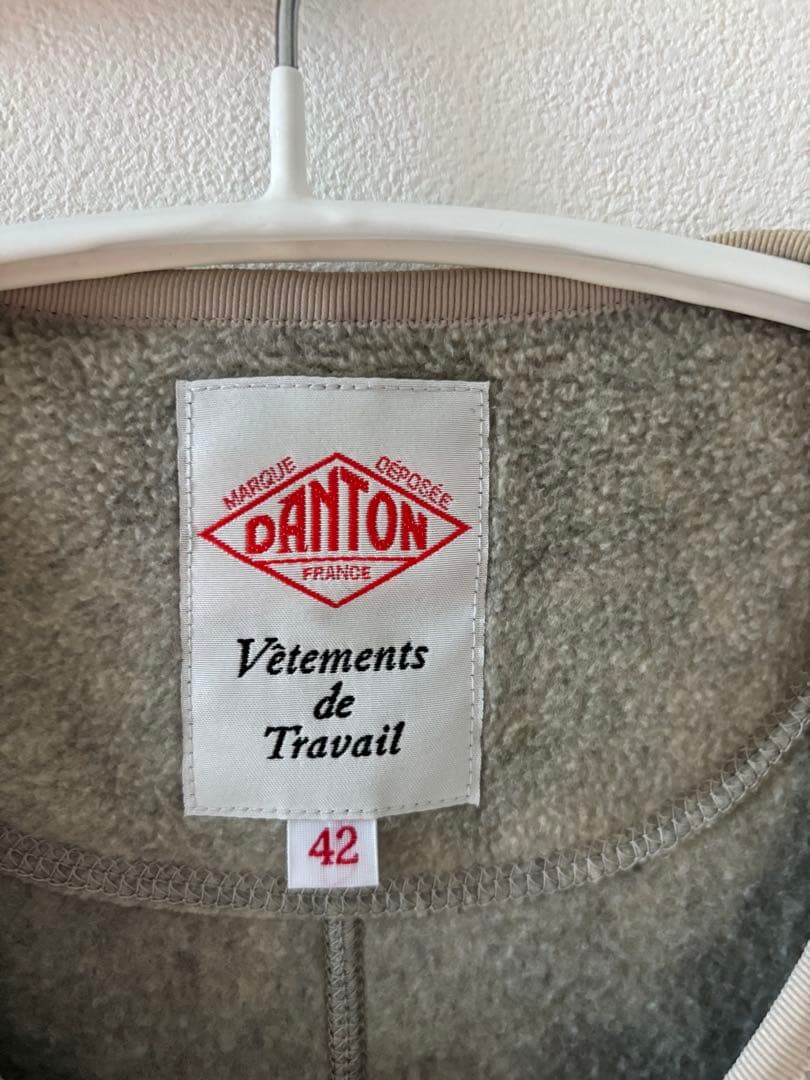 MARQUE DÉPOSÉE
DANTON
FRANCE
Vêtements
de
Travail
42